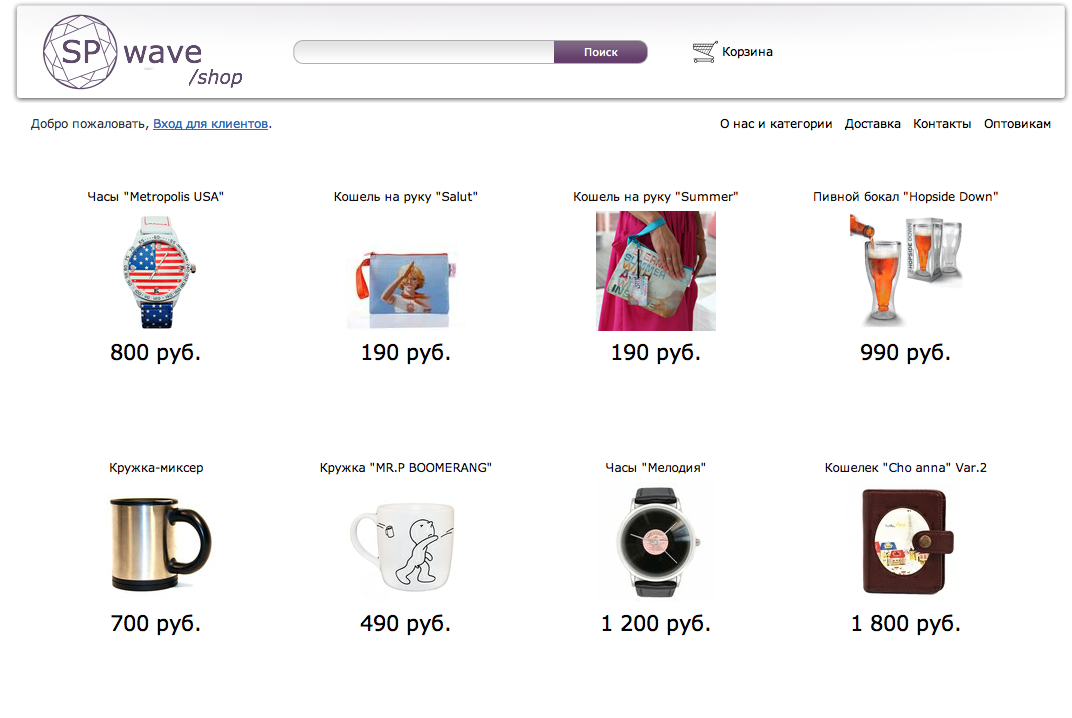 SP wave
/shop
Поиск
Корзина
Добро пожаловать, Вход для клиентов.
О нас и категории Доставка Контакты Оптовикам
Часы "Metropolis USA"
Кошель на руку "Salut"
Кошель на руку "Summer"
Пивной бокал "Hopside Down"
SUMMER
HOPSIDE DOWN
800 руб.
190 руб.
190 руб.
990 руб.
Кружка-миксер
Кружка "MR.P BOOMERANG"
Часы "Мелодия"
Кошелек "Cho anna" Var.2
700 руб.
490 руб.
1 200 руб.
1 800 руб.